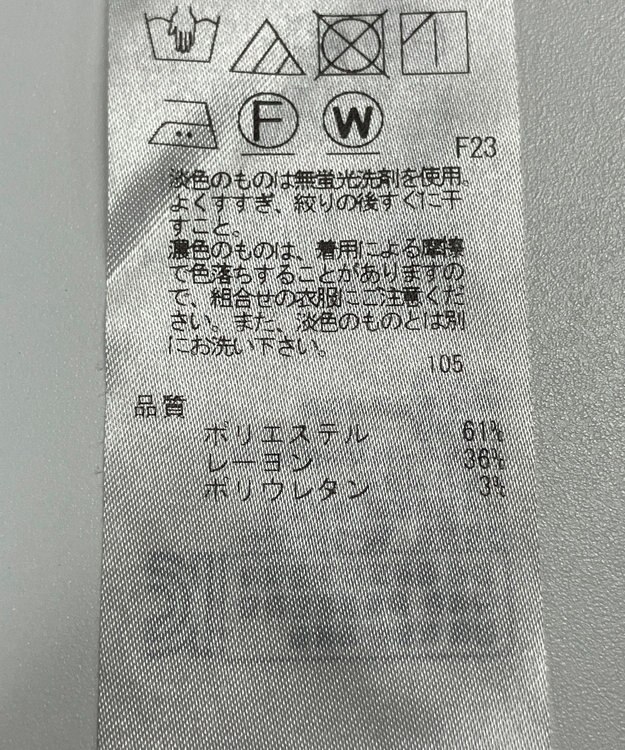 F W
F23
淡色のものは無蛍光洗剤を使用。
よくすすぎ、絞りの後すぐに干
すこと。
濃色のものは、着用による摩擦
で色落ちすることがありますの
で、組合せの衣服にご注意くだ
さい。また、淡色のものとは別
にお洗い下さい。
105
品質
ポリエステル 61%
レーヨン 36%
ポリウレタン 3%